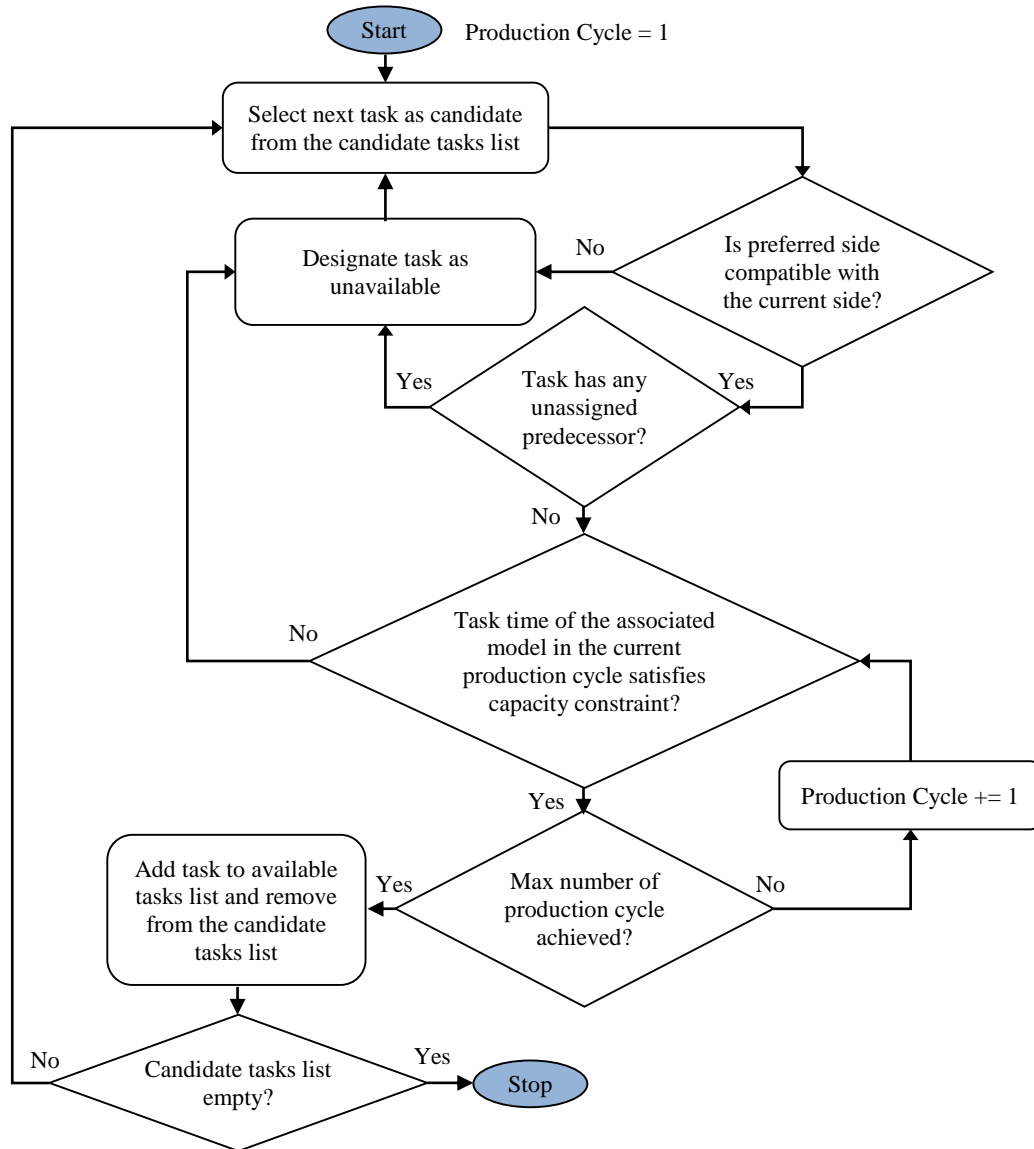 Start
Production Cycle = 1
Select next task as candidate
from the candidate tasks list
No
Is preferred side
compatible with
the current side?
Designate task as
unavailable
Yes
Task has any
unassigned
predecessor?
Yes
No
No
Task time of the associated
model in the current
production cycle satisfies
capacity constraint?
Yes
Production Cycle += 1
Add task to available
tasks list and remove
from the candidate
tasks list
Yes
Max number of
production cycle
achieved?
No
No
Candidate tasks list
empty?
Yes
Stop